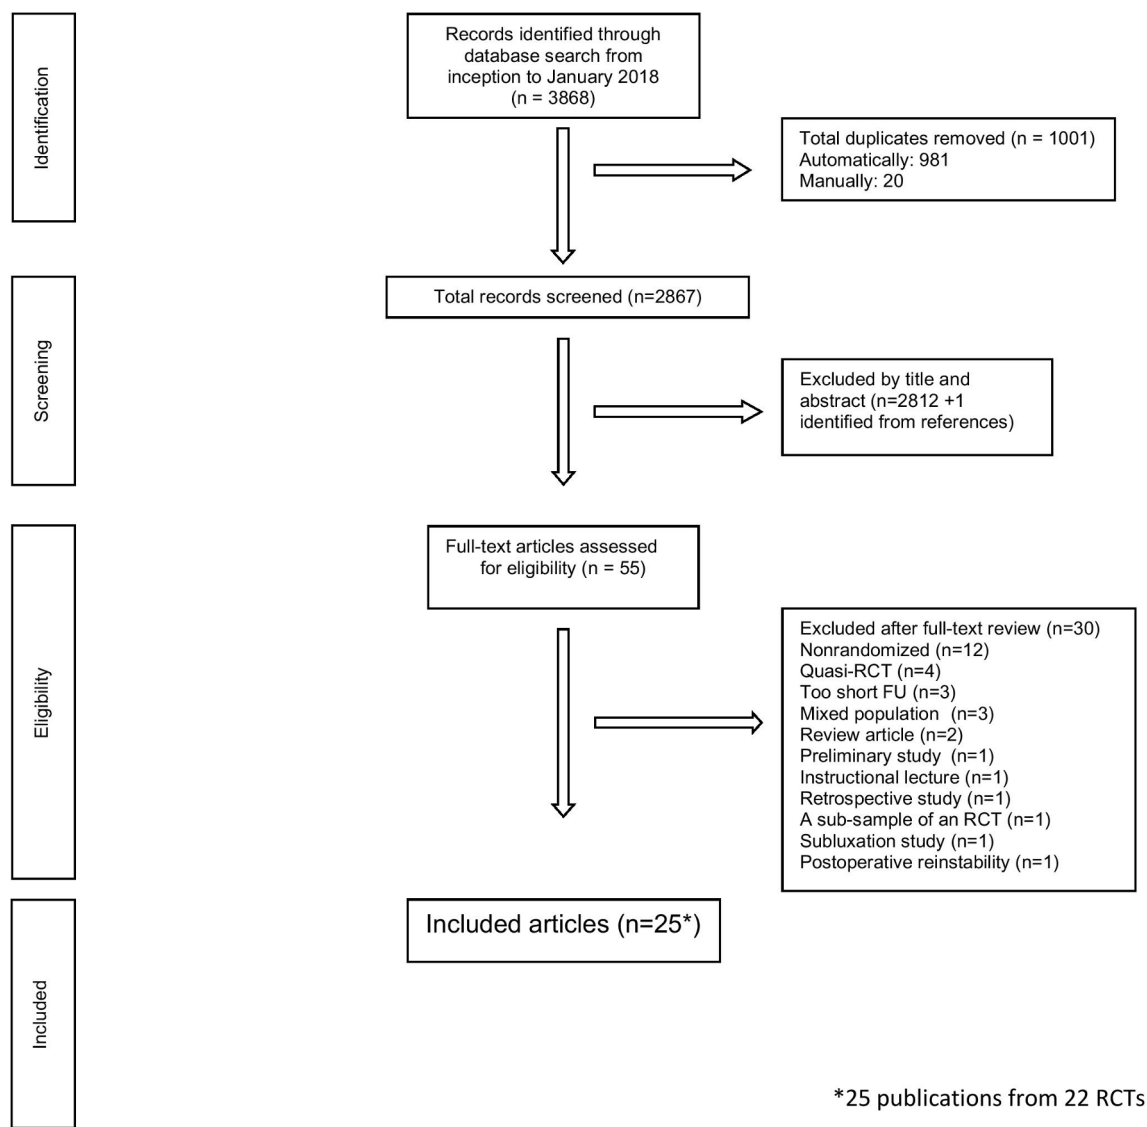 Identification
Records identified through
database search from
inception to January 2018
(n = 3868)
Total duplicates removed (n = 1001)
Automatically: 981
Manually: 20
Screening
Total records screened (n=2867)
Excluded by title and
abstract (n=2812 +1
identified from references)
Eligibility
Full-text articles assessed
for eligibility (n = 55)
Excluded after full-text review (n=30)
Nonrandomized (n=12)
Quasi-RCT (n=4)
Too short FU (n=3)
Mixed population (n=3)
Review article (n=2)
Preliminary study (n=1)
Instructional lecture (n=1)
Retrospective study (n=1)
A sub-sample of an RCT (n=1)
Subluxation study (n=1)
Postoperative reinstability (n=1)
Included
Included articles (n=25*)
*25 publications from 22 RCTs